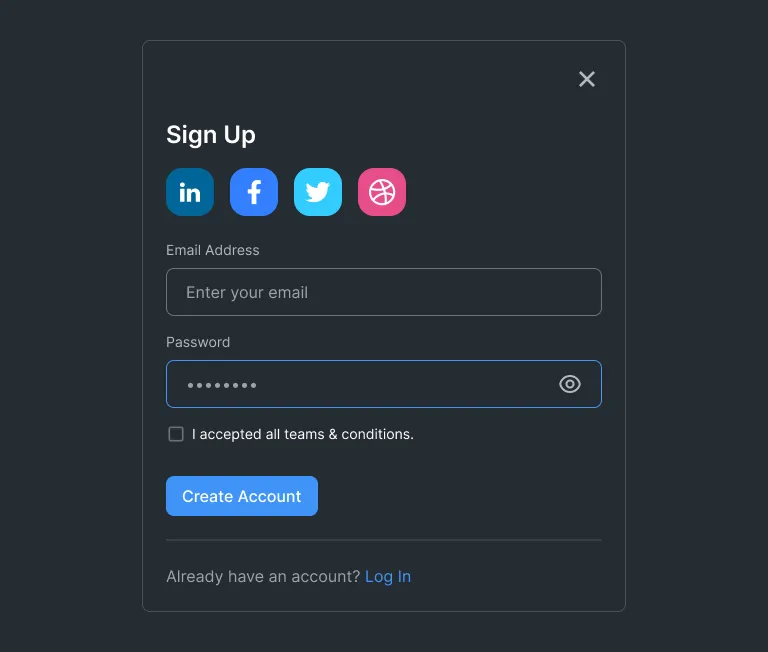 Sign Up
in
Email Address
Enter your email
Password
••••••••
I accepted all teams & conditions.
Create Account
Already have an account? Log In